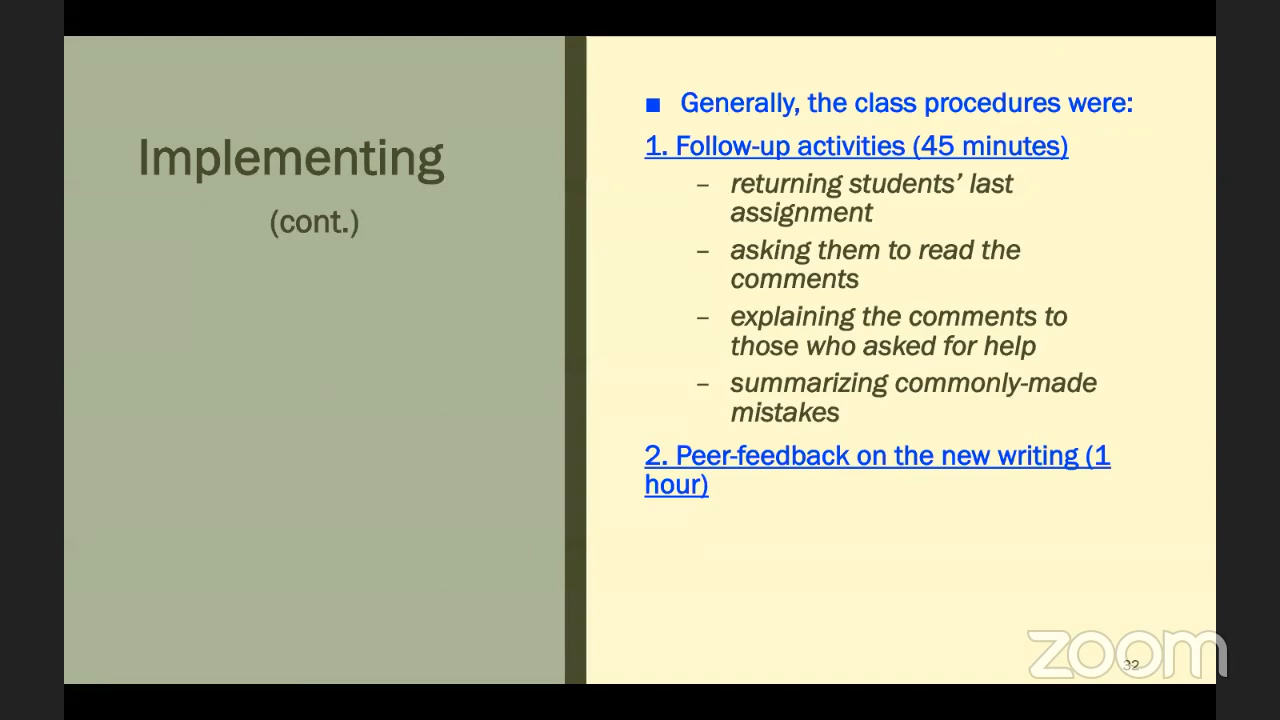 Implementing
(cont.)
■ Generally, the class procedures were:
1. Follow-up activities (45 minutes)
– returning students’ last
assignment
– asking them to read the
comments
– explaining the comments to
those who asked for help
– summarizing commonly-made
mistakes
2. Peer-feedback on the new writing (1
hour)
32
zoom